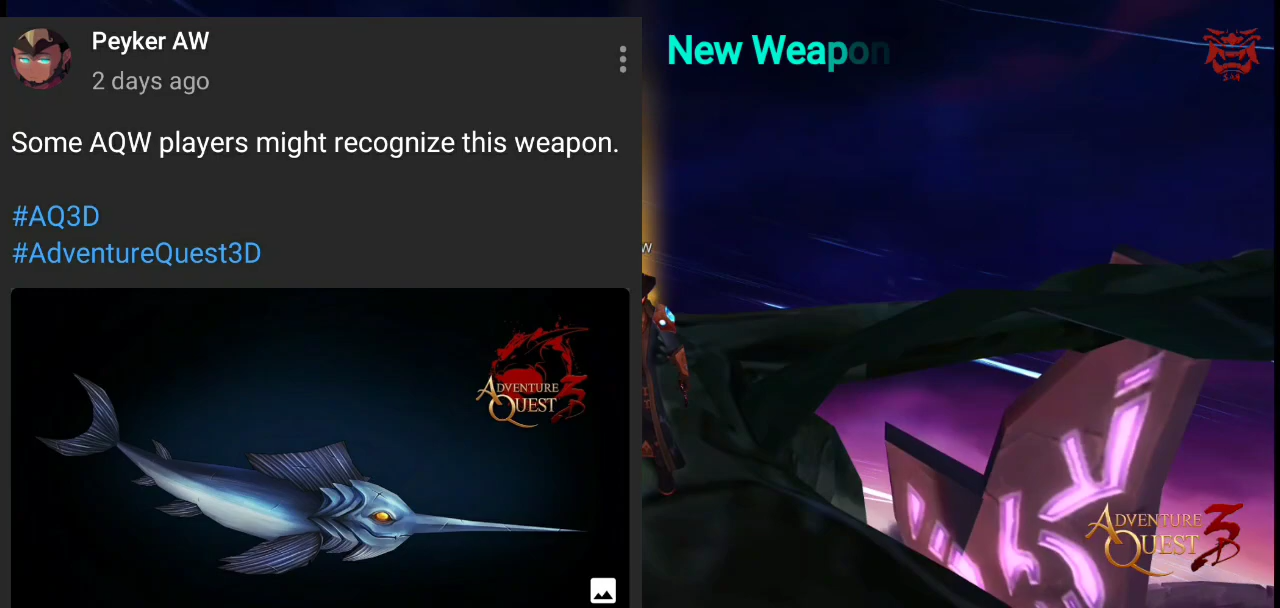 Peyker AW
2 days ago
Some AQW players might recognize this weapon.
#AQ3D
#AdventureQuest3D
ADVENTURE
QUEST 3D
New Weapon
W
ADVENTURE
QUEST 3D